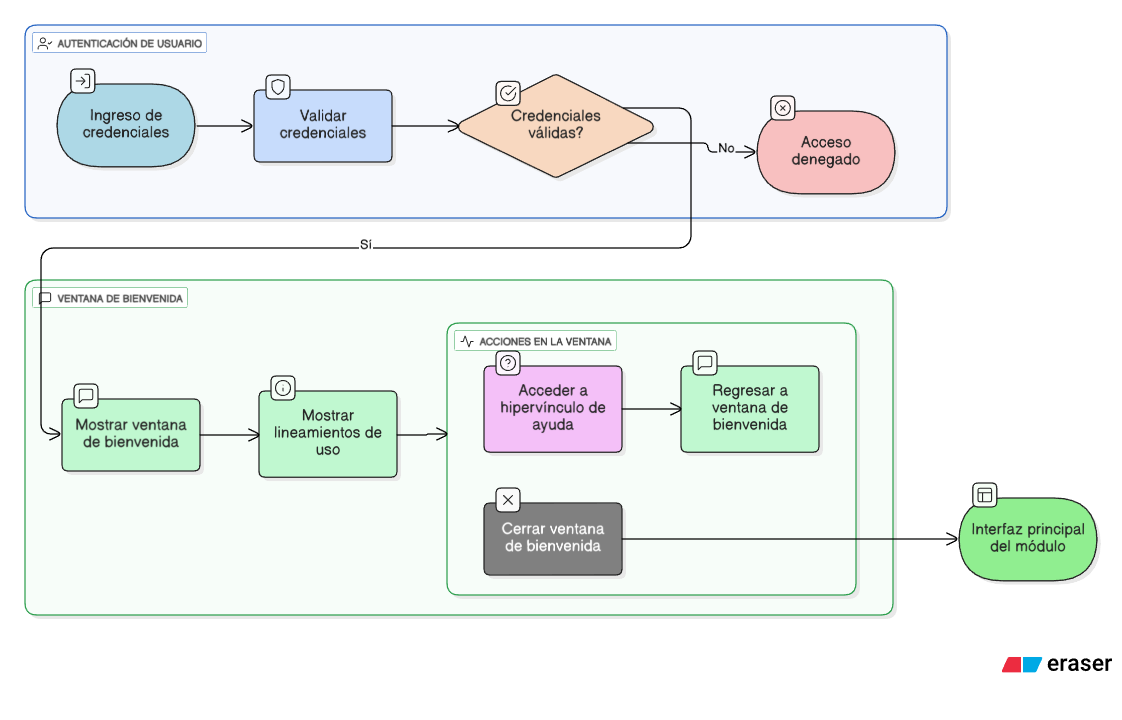 AUTENTICACIÓN DE USUARIO
Ingreso de
credenciales
Validar
credenciales
Credenciales
válidas?
No
Acceso
denegado
Sí
VENTANA DE BIENVENIDA
Mostrar ventana
de bienvenida
Mostrar
lineamientos de
uso
ACCIONES EN LA VENTANA
Acceder a
hipervínculo de
ayuda
Regresar a
ventana de
bienvenida
Cerrar ventana
de bienvenida
Interfaz principal
del módulo
eraser